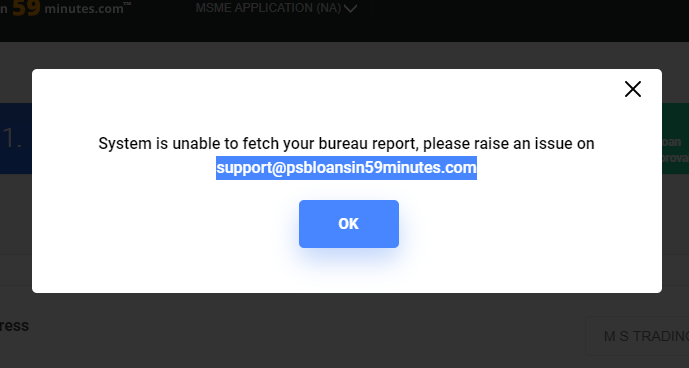 n 59 minutes.com™ MSME APPLICATION (NA)
System is unable to fetch your bureau report, please raise an issue on
support@psbloansin59minutes.com
OK
1.
oan
prova
ress
M S TRADING